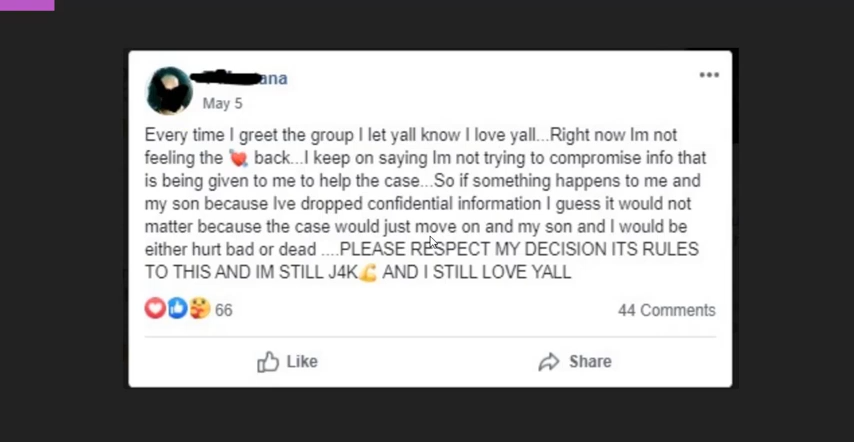 ana
May 5
Every time I greet the group I let yall know I love yall...Right now Im not
feeling the 💘 back...I keep on saying Im not trying to compromise info that
is being given to me to help the case...So if something happens to me and
my son because Ive dropped confidential information I guess it would not
matter because the case would just move on and my son and I would be
either hurt bad or dead ....PLEASE RESPECT MY DECISION ITS RULES
TO THIS AND IM STILL J4K💪 AND I STILL LOVE YALL
66 44 Comments
Like Share